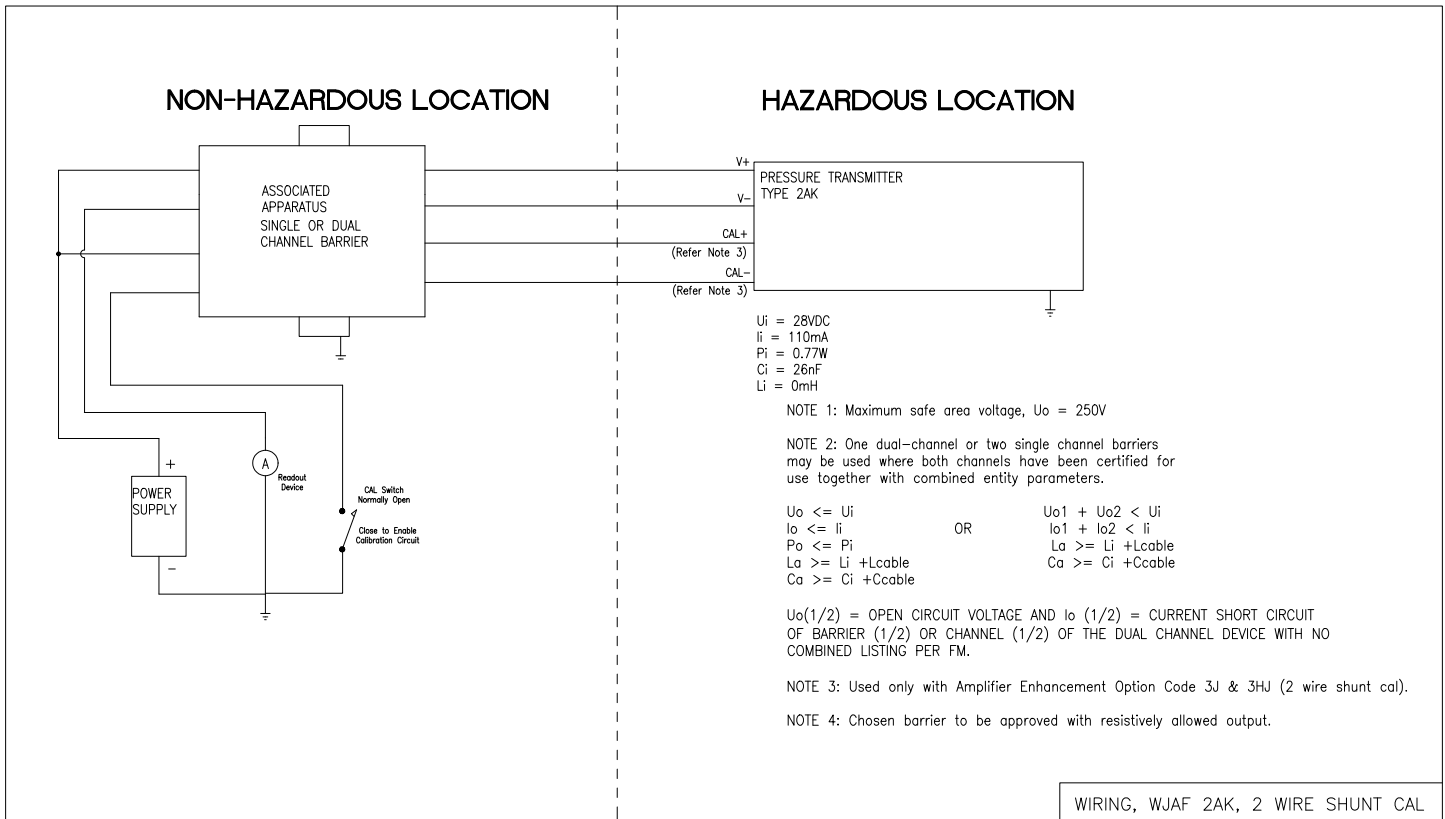 NON-HAZARDOUS LOCATION
HAZARDOUS LOCATION
ASSOCIATED
APPARATUS
SINGLE OR DUAL
CHANNEL BARRIER
V+
V-
CAL+
(Refer Note 3)
CAL-
(Refer Note 3)
PRESSURE TRANSMITTER
TYPE 2AK
Ui = 28VDC
Ii = 110mA
Pi = 0.77W
Ci = 26nF
Li = 0mH
+
POWER
SUPPLY
-
A
Readout
Device
CAL Switch
Normally Open
Close to Enable
Calibration Circuit
NOTE 1: Maximum safe area voltage, Uo = 250V
NOTE 2: One dual-channel or two single channel barriers
may be used where both channels have been certified for
use together with combined entity parameters.
Uo <= Ui Uo1 + Uo2 < Ui
Io <= Ii OR Io1 + Io2 < Ii
Po <= Pi La >= Li +Lcable
La >= Li +Lcable Ca >= Ci +Ccable
Ca >= Ci +Ccable
Uo(1/2) = OPEN CIRCUIT VOLTAGE AND Io (1/2) = CURRENT SHORT CIRCUIT
OF BARRIER (1/2) OR CHANNEL (1/2) OF THE DUAL CHANNEL DEVICE WITH NO
COMBINED LISTING PER FM.
NOTE 3: Used only with Amplifier Enhancement Option Code 3J & 3HJ (2 wire shunt cal).
NOTE 4: Chosen barrier to be approved with resistively allowed output.
WIRING, WJAF 2AK, 2 WIRE SHUNT CAL